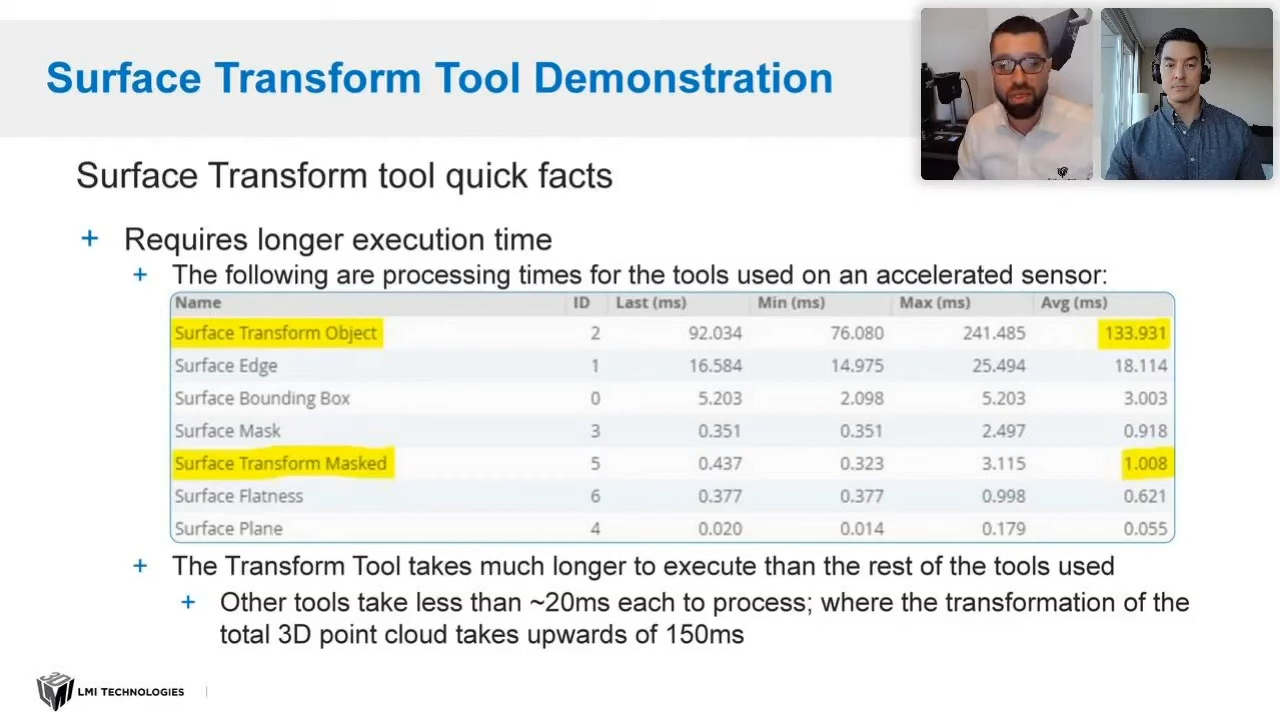 Surface Transform Tool Demonstration
Surface Transform tool quick facts
+ Requires longer execution time
+ The following are processing times for the tools used on an accelerated sensor:
Name ID Last (ms) Min (ms) Max (ms) Avg (ms)
Surface Transform Object 2 92.034 76.080 241.485 133.931
Surface Edge 1 16.584 14.975 25.494 18.114
Surface Bounding Box 0 5.203 2.098 5.203 3.003
Surface Mask 3 0.351 0.351 2.497 0.918
Surface Transform Masked 5 0.437 0.323 3.115 1.008
Surface Flatness 6 0.377 0.377 0.998 0.621
Surface Plane 4 0.020 0.014 0.179 0.055
+ The Transform Tool takes much longer to execute than the rest of the tools used
+ Other tools take less than ~20ms each to process; where the transformation of the
total 3D point cloud takes upwards of 150ms
3D LMI TECHNOLOGIES